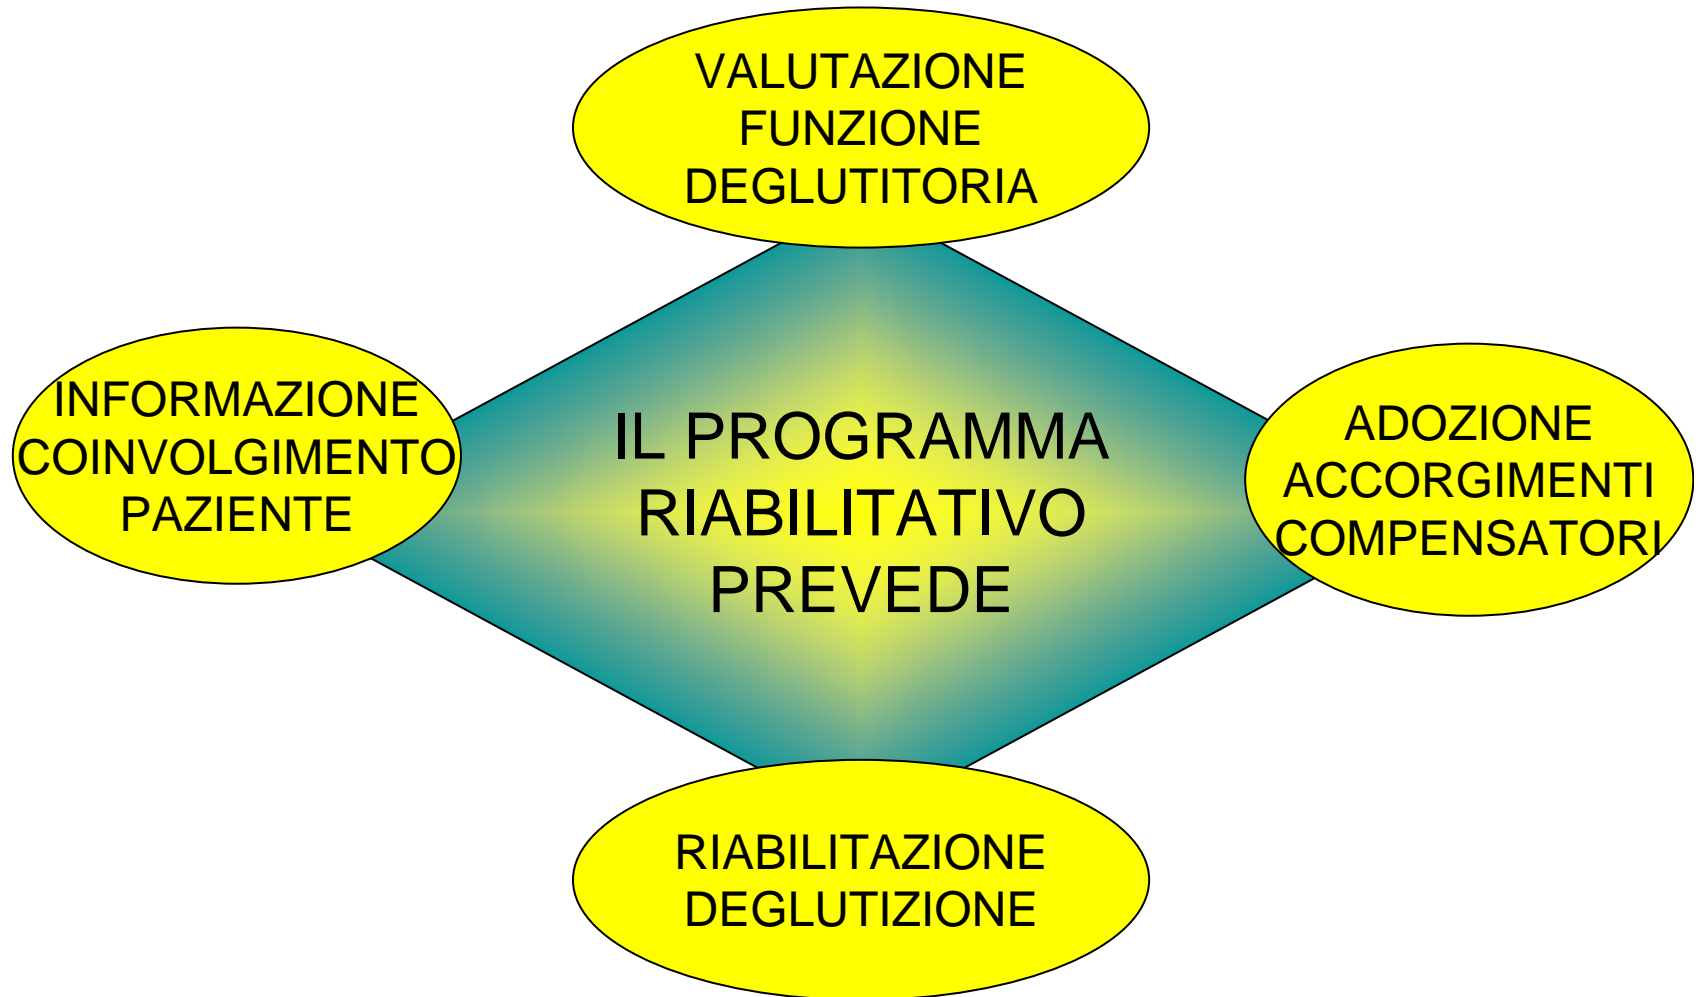 VALUTAZIONE
FUNZIONE
DEGLUTITORIA
INFORMAZIONE
COINVOLGIMENTO
PAZIENTE
IL PROGRAMMA
RIABILITATIVO
PREVEDE
ADOZIONE
ACCORGIMENTI
COMPENSATORI
RIABILITAZIONE
DEGLUTIZIONE